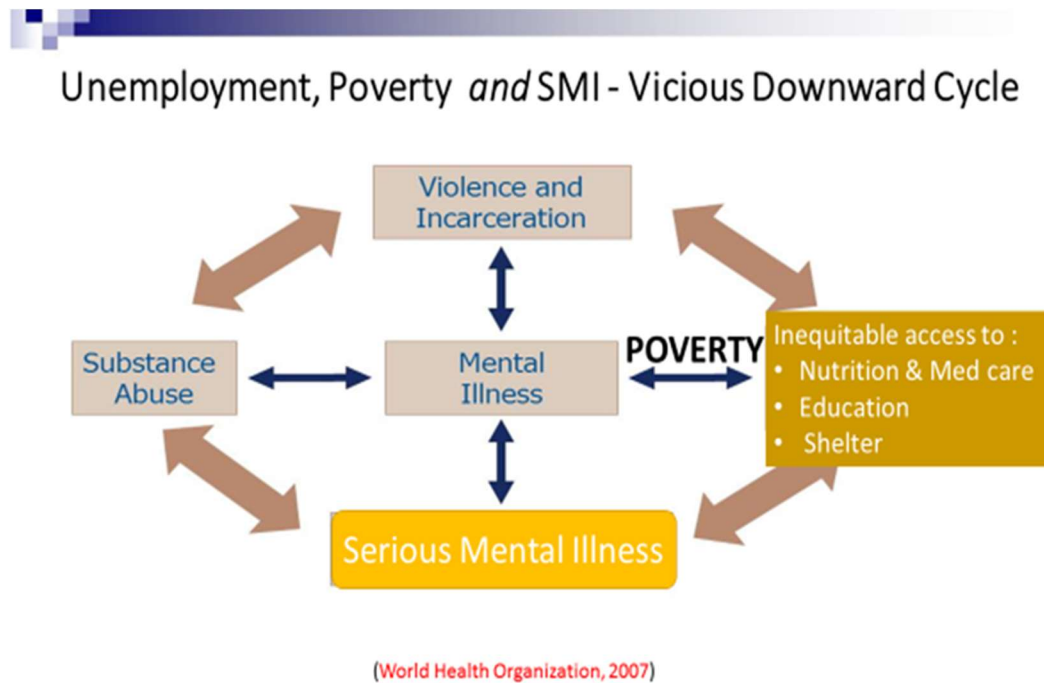 Unemployment, Poverty and SMI - Vicious Downward Cycle
Violence and
Incarceration
Substance
Abuse
Mental
Illness
POVERTY
Inequitable access to :
• Nutrition & Med care
• Education
• Shelter
Serious Mental Illness
(World Health Organization, 2007)